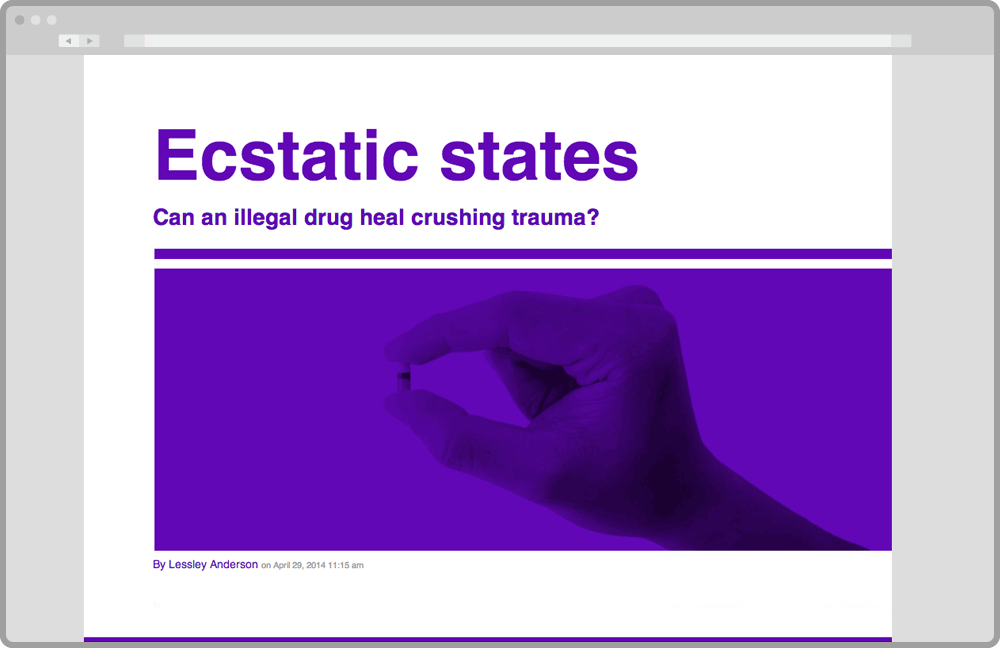 Ecstatic states
Can an illegal drug heal crushing trauma?
By Lessley Anderson on April 29, 2014 11:15 am